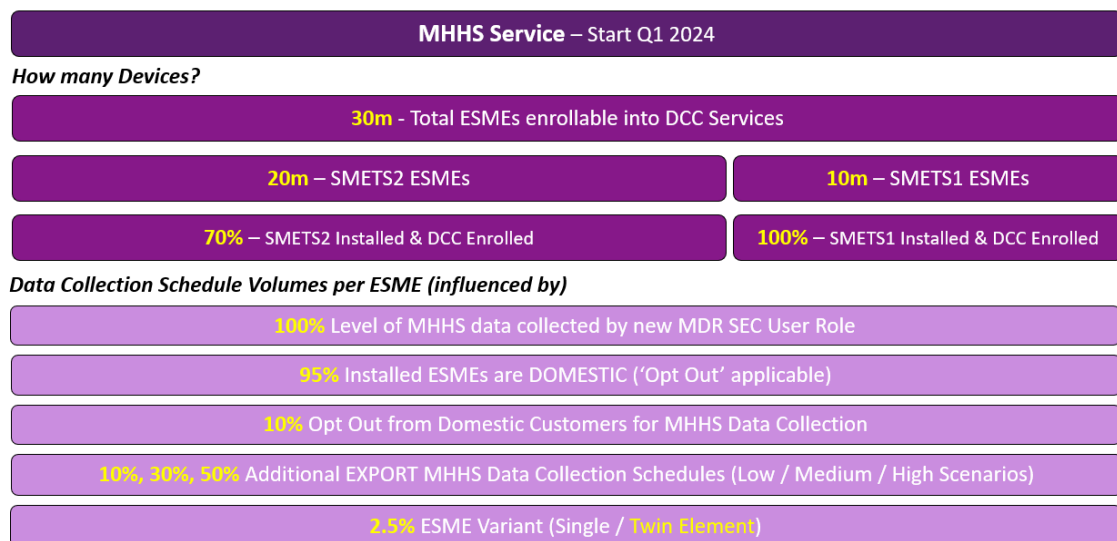 MHHS Service – Start Q1 2024
How many Devices?
30m - Total ESMEs enrollable into DCC Services
20m – SMETS2 ESMEs
10m – SMETS1 ESMEs
70% – SMETS2 Installed & DCC Enrolled
100% – SMETS1 Installed & DCC Enrolled
Data Collection Schedule Volumes per ESME (influenced by)
100% Level of MHHS data collected by new MDR SEC User Role
95% Installed ESMEs are DOMESTIC (‘Opt Out’ applicable)
10% Opt Out from Domestic Customers for MHHS Data Collection
10%, 30%, 50% Additional EXPORT MHHS Data Collection Schedules (Low / Medium / High Scenarios)
2.5% ESME Variant (Single / Twin Element)